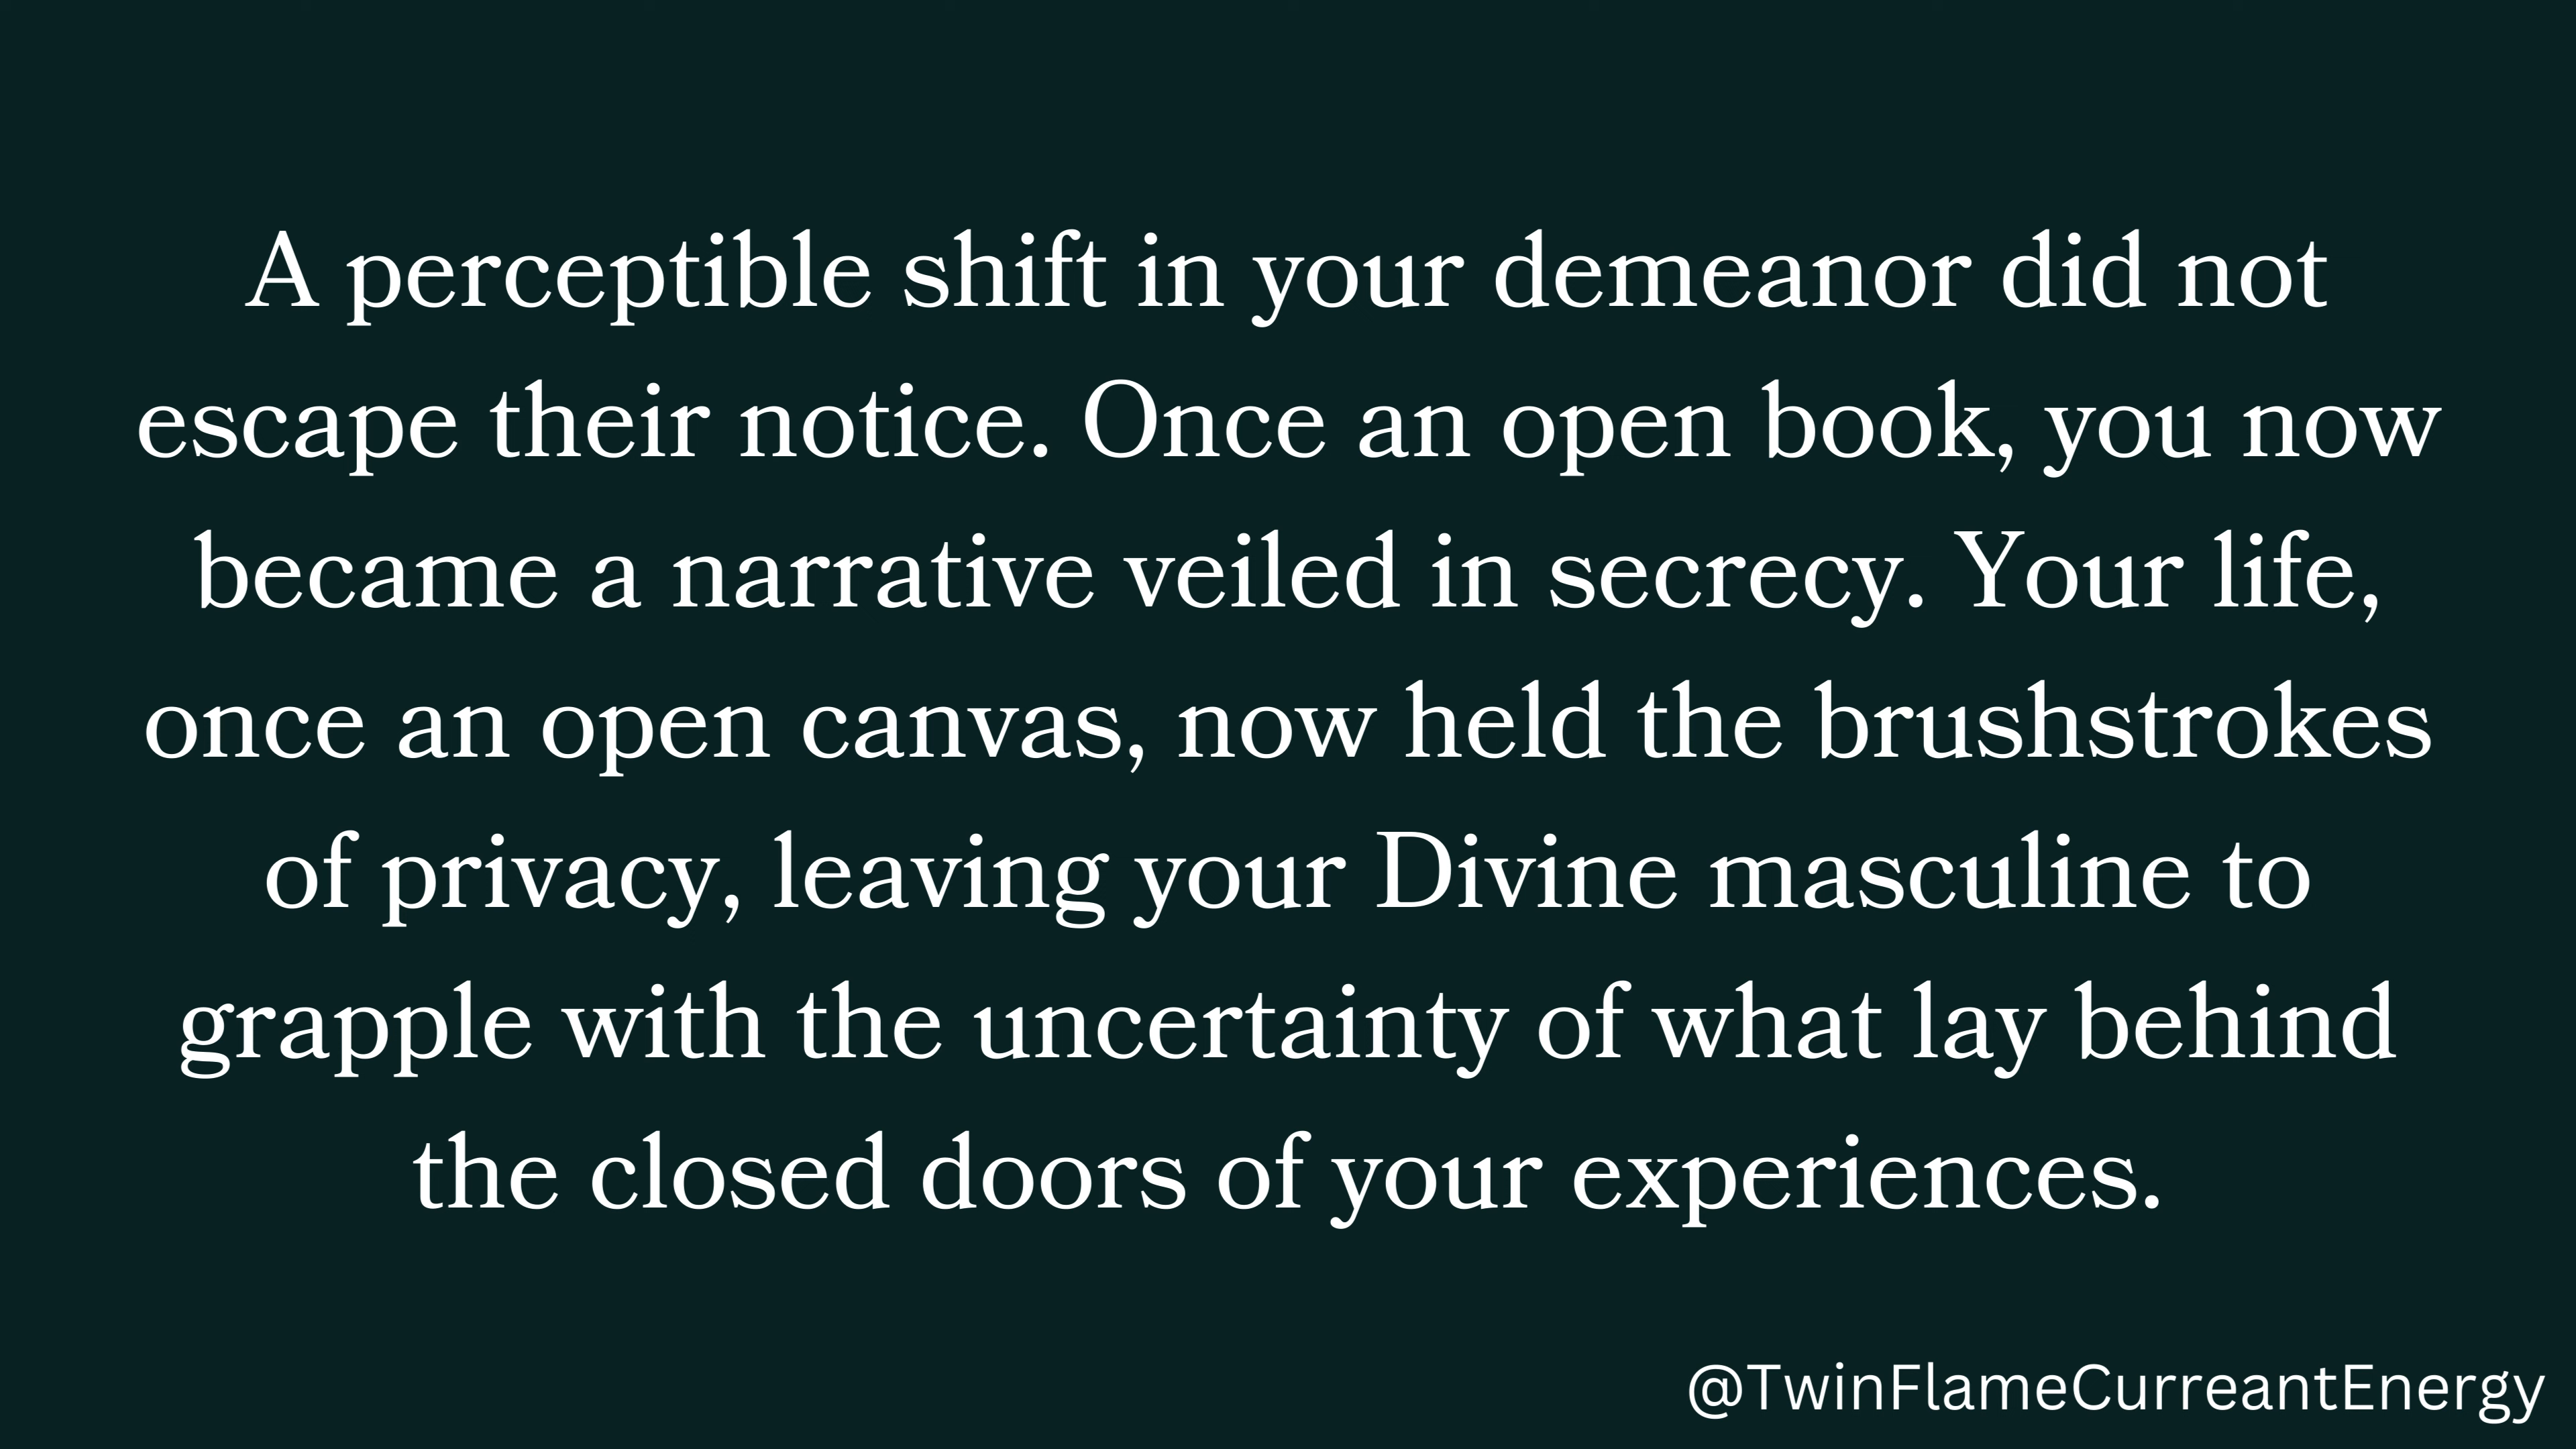 A perceptible shift in your demeanor did not
escape their notice. Once an open book, you now
became a narrative veiled in secrecy. Your life,
once an open canvas, now held the brushstrokes
of privacy, leaving your Divine masculine to
grapple with the uncertainty of what lay behind
the closed doors of your experiences.
@TwinFlameCurreantEnergy